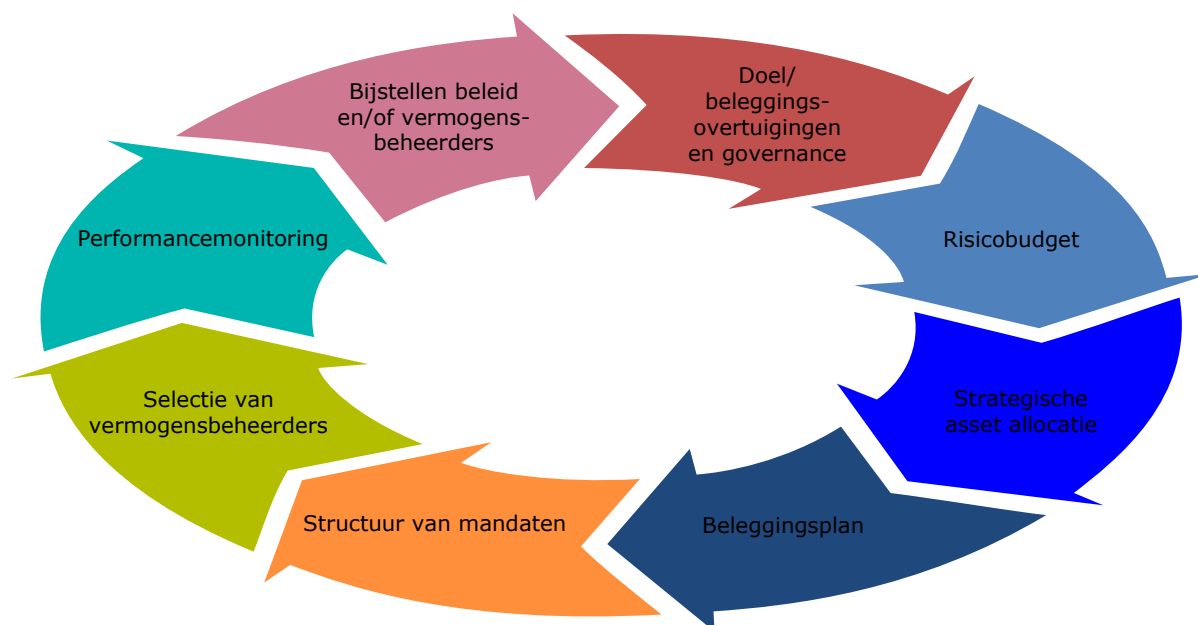 Doel/
beleggings-
overtuigingen
en governance
Risicobudget
Strategische
asset allocatie
Beleggingsplan
Structuur van mandaten
Selectie van
vermogensbeheerders
Performancemonitoring
Bijstellen beleid
en/of vermogens-
beheerders